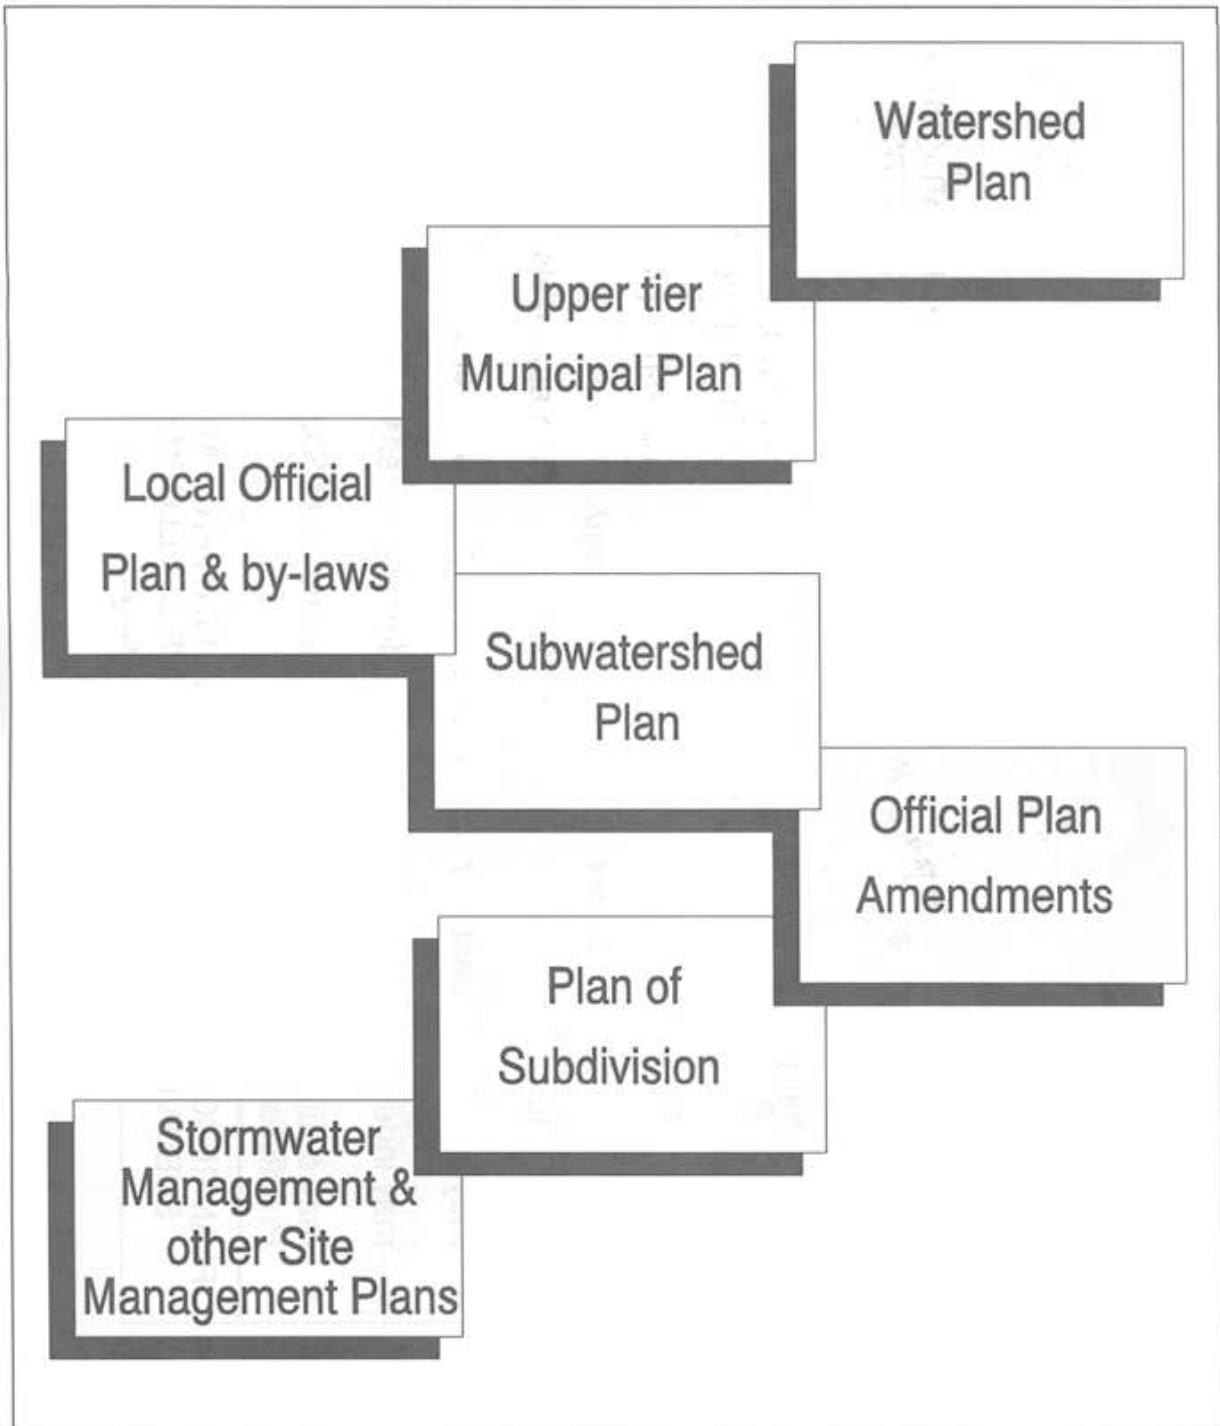 Watershed
Plan
Upper tier
Municipal Plan
Local Official
Plan & by-laws
Subwatershed
Plan
Official Plan
Amendments
Plan of
Subdivision
Stormwater
Management &
other Site
Management Plans